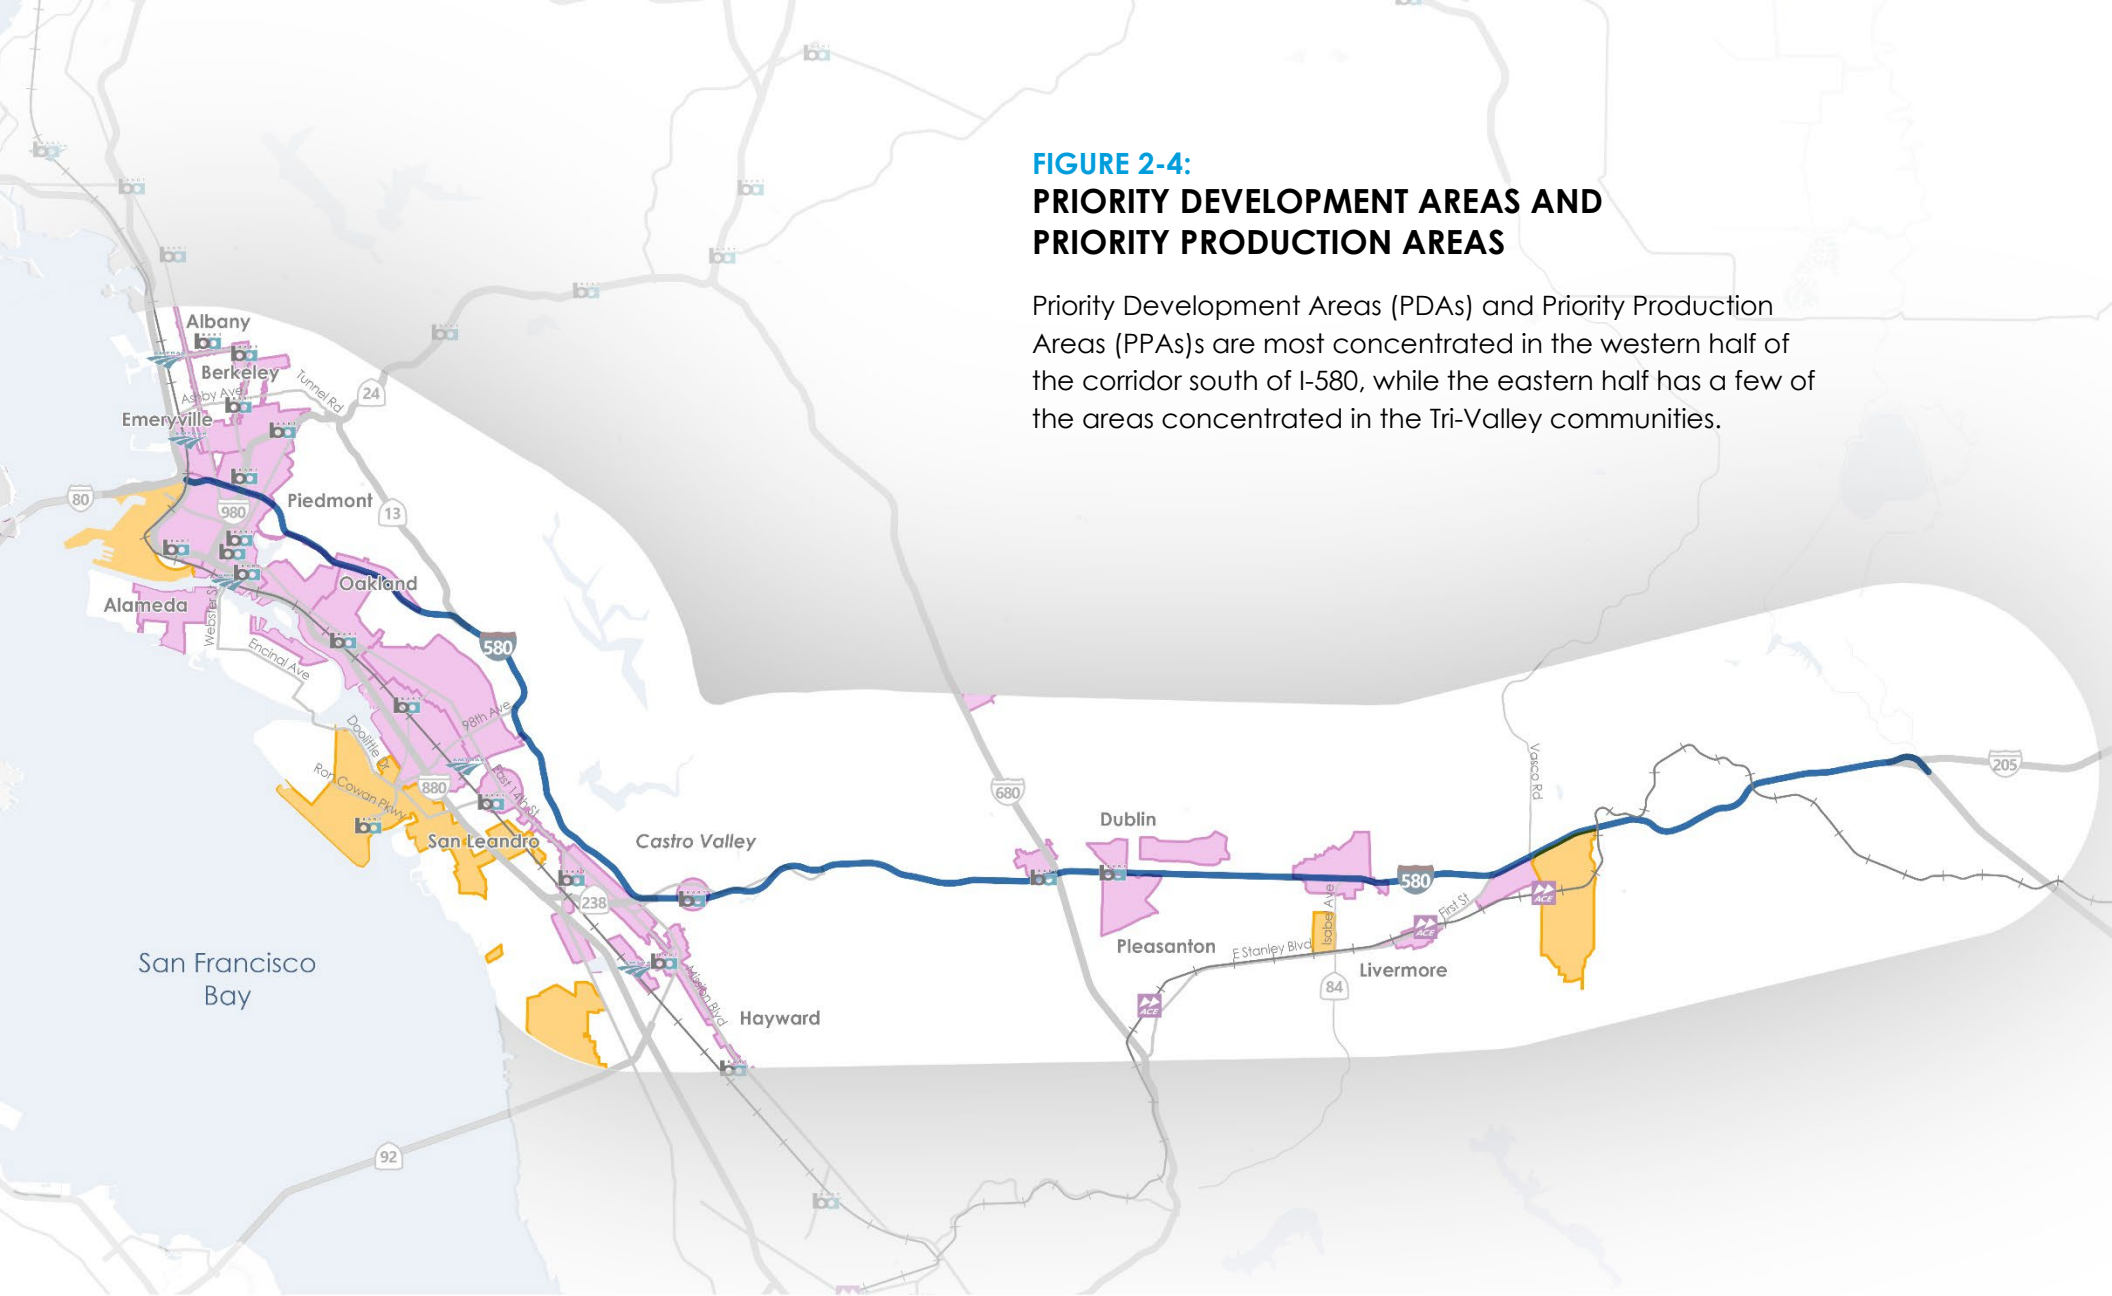 FIGURE 2-4:
PRIORITY DEVELOPMENT AREAS AND
PRIORITY PRODUCTION AREAS
Priority Development Areas (PDAs) and Priority Production
Areas (PPAs)s are most concentrated in the western half of
the corridor south of I-580, while the eastern half has a few of
the areas concentrated in the Tri-Valley communities.
Albany
Berkeley
Tunnel Rd
24
Ashby Ave
Emeryville
80
980
Piedmont
13
Oakland
Alameda
Webster St
Encinal Ave
580
98th Ave
Doolittle Dr
Ron Cowan Pkwy
880
East 14th St
San Leandro
Castro Valley
238
680
Dublin
580
Vasco Rd
205
Isabel Ave
First St
ACE
ACE
Pleasanton
E Stanley Blvd
Livermore
84
ACE
San Francisco
Bay
Mission Blvd
Hayward
92